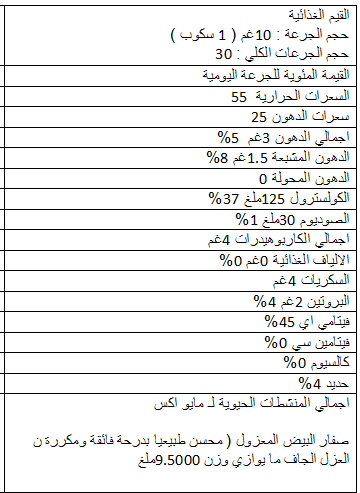 القيم الغذائية
حجم الجرعة : 10غم ( 1 سكوب )
حجم الجرعات الكلي : 30
القيمة المئوية للجرعة اليومية
السعرات الحرارية 55
سعرات الدهون 25
اجمالي الدهون 3غم 5%
الدهون المشبعة 1.5غم 8%
الدهون المحولة 0
الكولسترول 125ملغ 37%
الصوديوم 30ملغ 1%
اجمالي الكاربوهيدرات 4غم
الالياف الغذائية 0غم 0%
السكريات 4غم
البروتين 2غم 4%
فيتامي اي 45%
فيتامين سي 0%
كالسيوم 0%
حديد 4%
اجمالي المنشطات الحيوية لـ مايو اكس
صفار البيض المعزول ( محسن طبيعيا بدرحة فائقة ومكررة ن
العزل الجاف ما يوازي وزن 9.5000ملغ